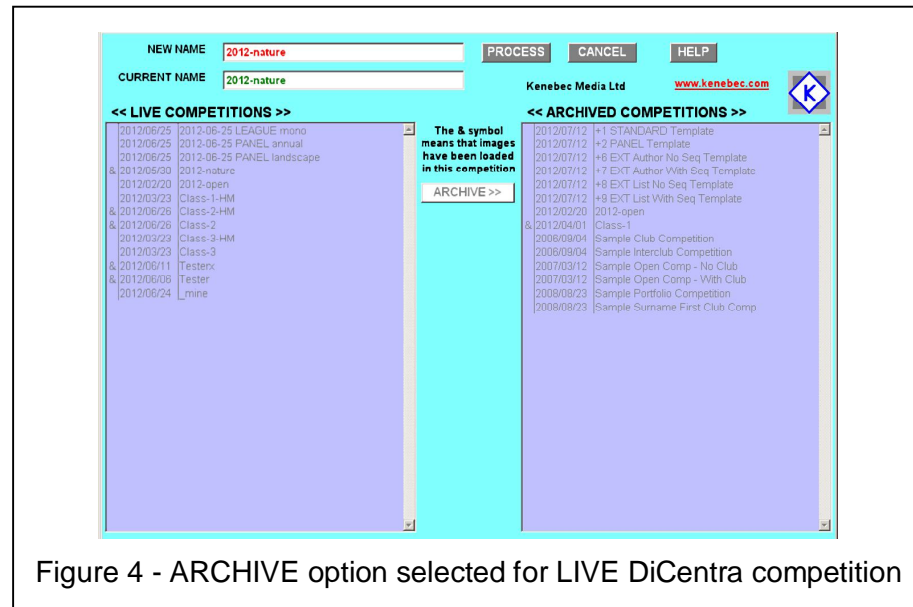 NEW NAME 2012-nature PROCESS CANCEL HELP
CURRENT NAME 2012-nature
Kenebec Media Ltd www.kenebec.com K
<< LIVE COMPETITIONS >>
2012/06/25 2012-06-25 LEAGUE mono
2012/06/25 2012-06-25 PANEL annual
2012/06/25 2012-06-25 PANEL landscape
& 2012/06/30 2012-nature
2012/02/20 2012-open
2012/03/23 Class-1-HM
& 2012/06/26 Class-2-HM
& 2012/06/26 Class-2
2012/03/23 Class-3-HM
2012/03/23 Class-3
& 2012/06/11 Testerx
& 2012/06/06 Tester
2012/06/24 _mine
The & symbol
means that images
have been loaded
in this competition
ARCHIVE >>
<< ARCHIVED COMPETITIONS >>
2012/07/12 +1 STANDARD Template
2012/07/12 +2 PANEL Template
2012/07/12 +6 EXT Author No Seq Template
2012/07/12 +7 EXT Author With Seq Template
2012/07/12 +8 EXT List No Seq Template
2012/07/12 +9 EXT List With Seq Template
2012/02/20 2012-open
& 2012/04/01 Class-1
2006/09/04 Sample Club Competition
2006/09/04 Sample Interclub Competition
2007/03/12 Sample Open Comp - No Club
2007/03/12 Sample Open Comp - With Club
2008/08/23 Sample Portfolio Competition
2008/08/23 Sample Surname First Club Comp
Figure 4 - ARCHIVE option selected for LIVE DiCentra competition